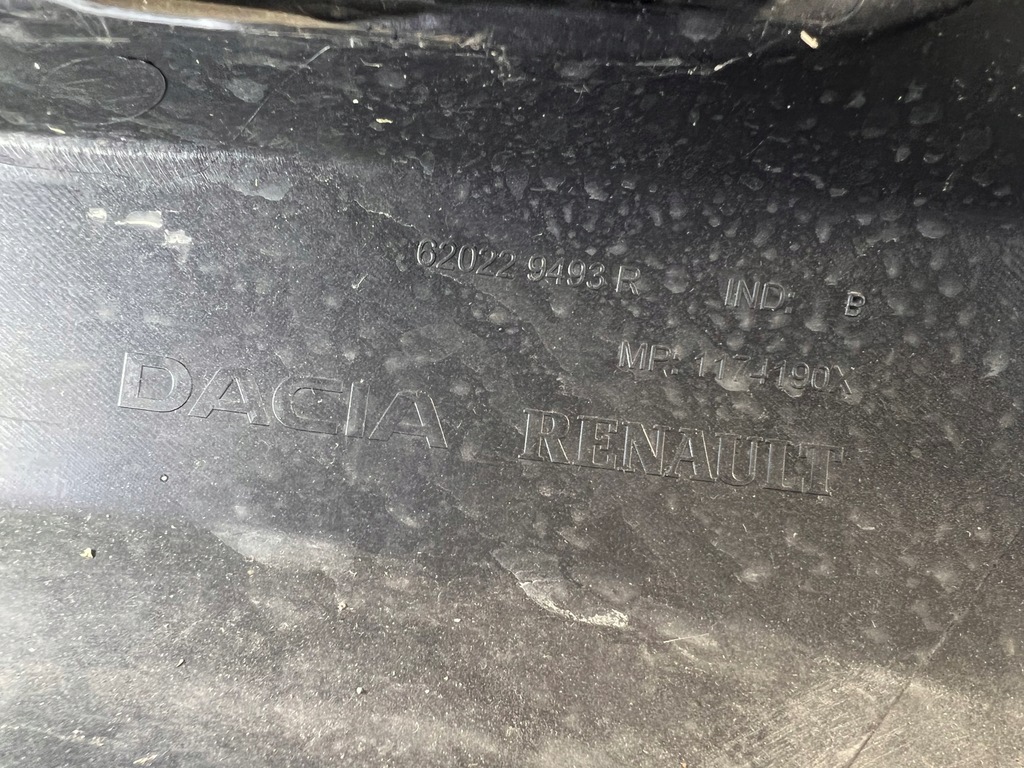 62022 9493 R IND: B
MP: 1174190X
DACIA RENAULT